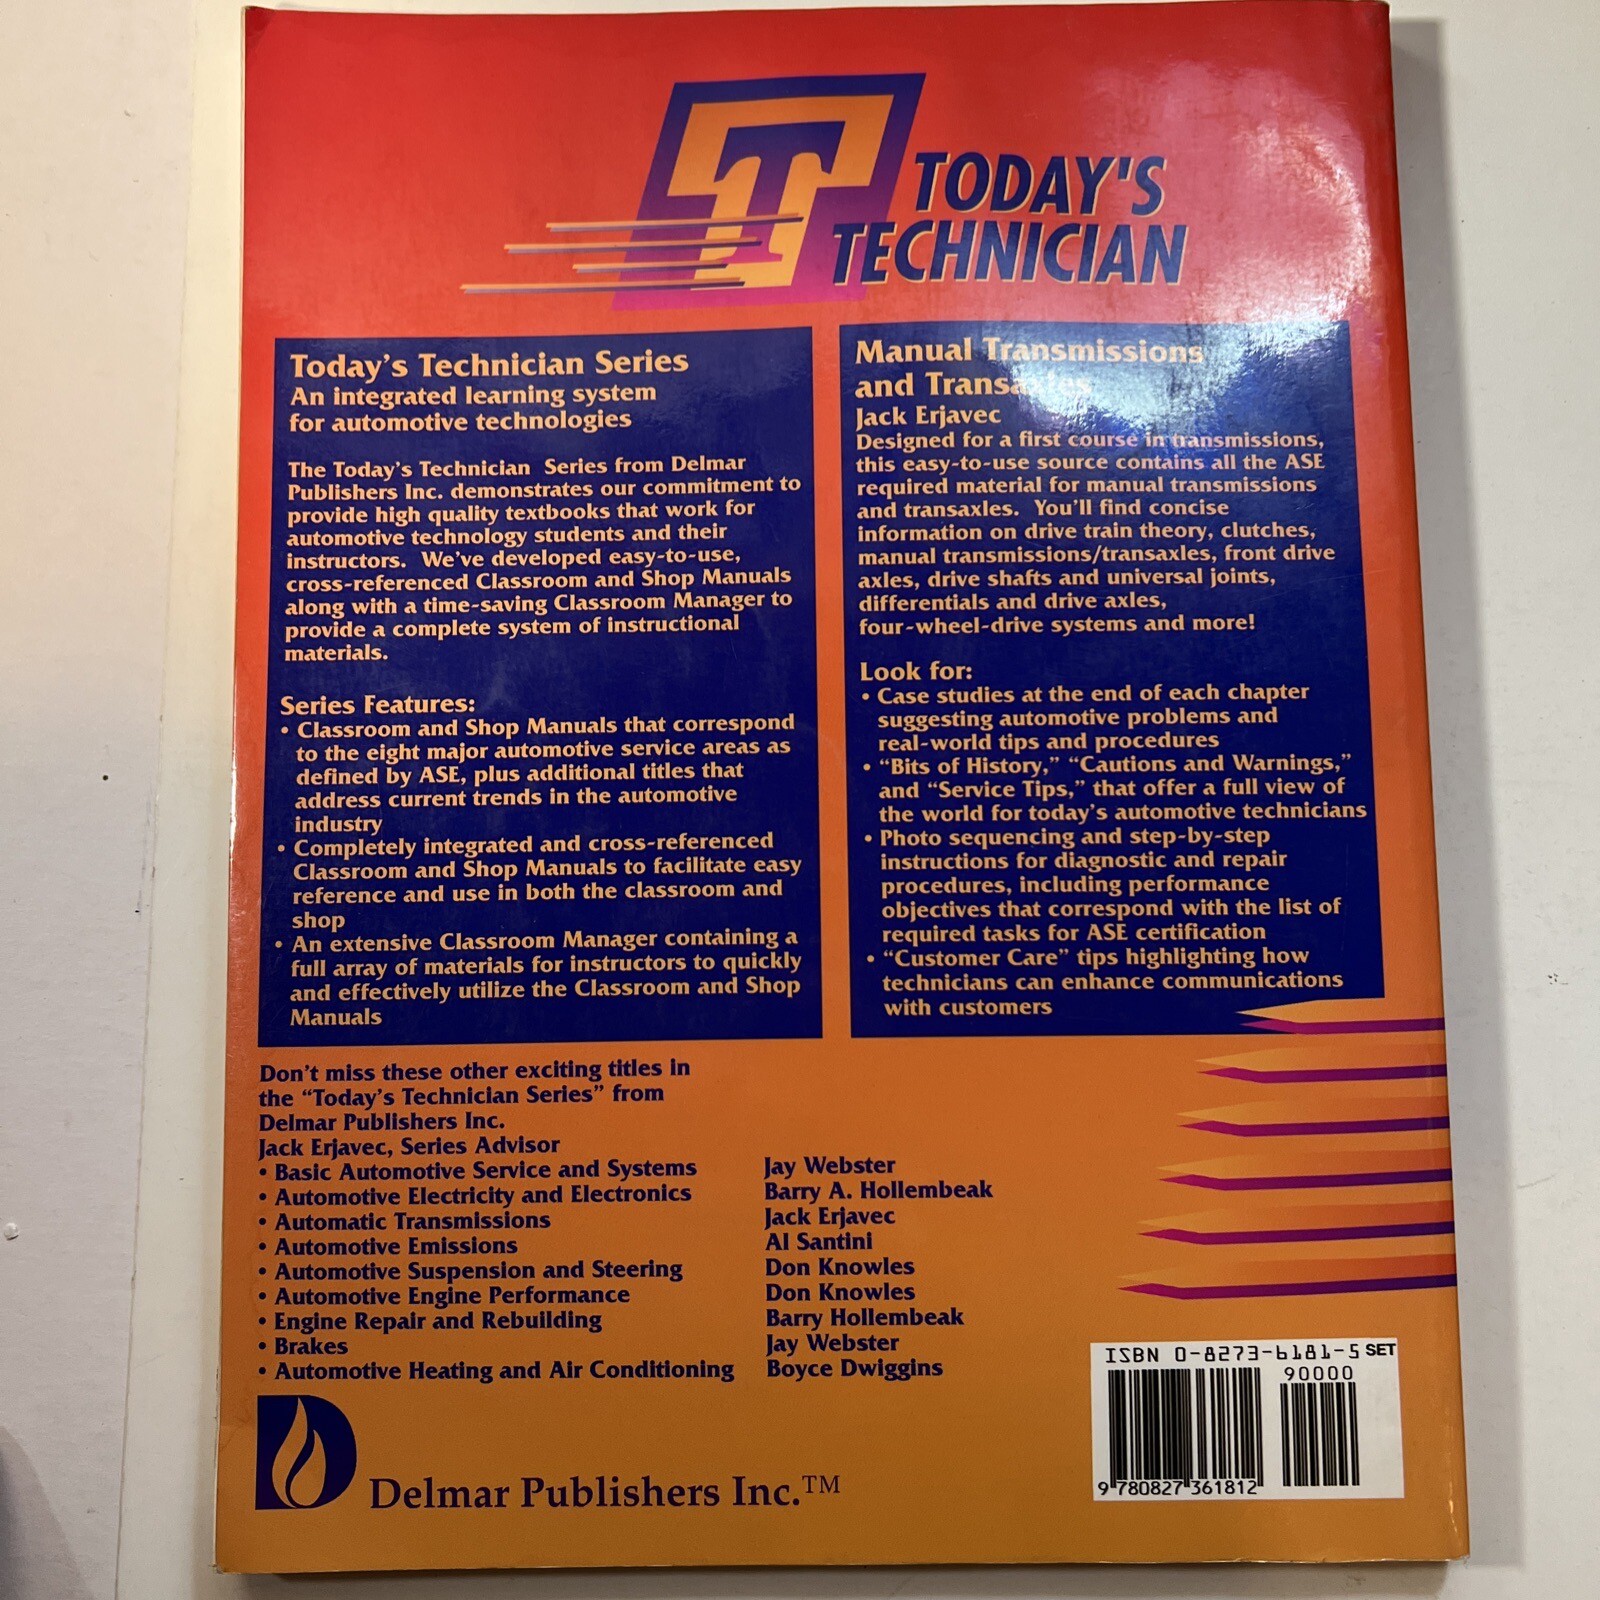 T
TODAY'S
TECHNICIAN
Today's Technician Series
An integrated learning system
for automotive technologies
The Today's Technician Series from Delmar
Publishers Inc. demonstrates our commitment to
provide high quality textbooks that work for
automotive technology students and their
instructors. We've developed easy-to-use,
cross-referenced Classroom and Shop Manuals
along with a time-saving Classroom Manager to
provide a complete system of instructional
materials.
Series Features:
• Classroom and Shop Manuals that correspond
to the eight major automotive service areas as
defined by ASE, plus additional titles that
address current trends in the automotive
industry
• Completely integrated and cross-referenced
Classroom and Shop Manuals to facilitate easy
reference and use in both the classroom and
shop
• An extensive Classroom Manager containing a
full array of materials for instructors to quickly
and effectively utilize the Classroom and Shop
Manuals
Manual Transmissions
and Transaxles
Jack Erjavec
Designed for a first course in transmissions,
this easy-to-use source contains all the ASE
required material for manual transmissions
and transaxles. You'll find concise
information on drive train theory, clutches,
manual transmissions/transaxles, front drive
axles, drive shafts and universal joints,
differentials and drive axles,
four-wheel-drive systems and more!
Look for:
• Case studies at the end of each chapter
suggesting automotive problems and
real-world tips and procedures
• “Bits of History,” “Cautions and Warnings,”
and “Service Tips,” that offer a full view of
the world for today's automotive technicians
• Photo sequencing and step-by-step
instructions for diagnostic and repair
procedures, including performance
objectives that correspond with the list of
required tasks for ASE certification
• “Customer Care” tips highlighting how
technicians can enhance communications
with customers
Don't miss these other exciting titles in
the “Today's Technician Series” from
Delmar Publishers Inc.
Jack Erjavec, Series Advisor
• Basic Automotive Service and Systems Jay Webster
• Automotive Electricity and Electronics Barry A. Hollembeak
• Automatic Transmissions Jack Erjavec
• Automotive Emissions Al Santini
• Automotive Suspension and Steering Don Knowles
• Automotive Engine Performance Don Knowles
• Engine Repair and Rebuilding Barry Hollembeak
• Brakes Jay Webster
• Automotive Heating and Air Conditioning Boyce Dwiggins
Delmar Publishers Inc.™
ISBN 0-8273-6181-5 SET
90000
9 780827 361812